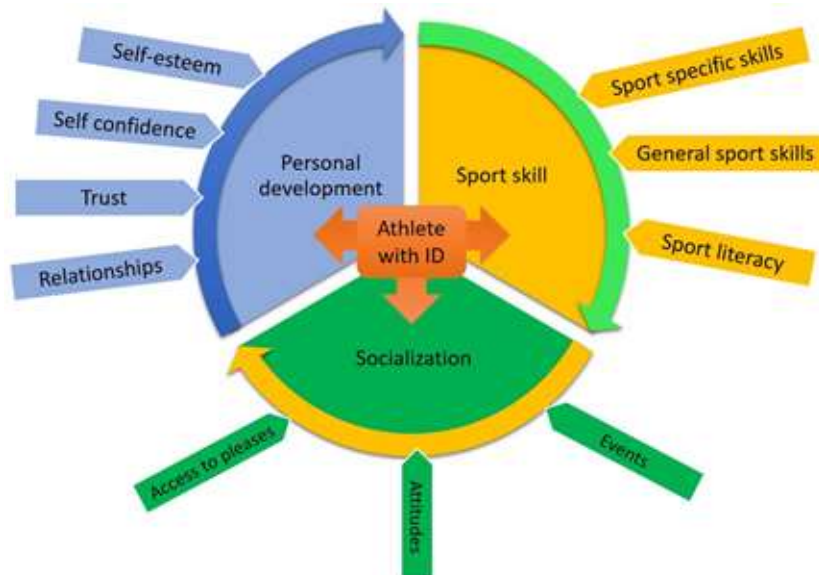 Self-esteem
Self confidence
Trust
Relationships
Personal
development
Sport skill
Sport specific skills
General sport skills
Sport literacy
Athlete
with ID
Socialization
Access to pleases
Attitudes
Events